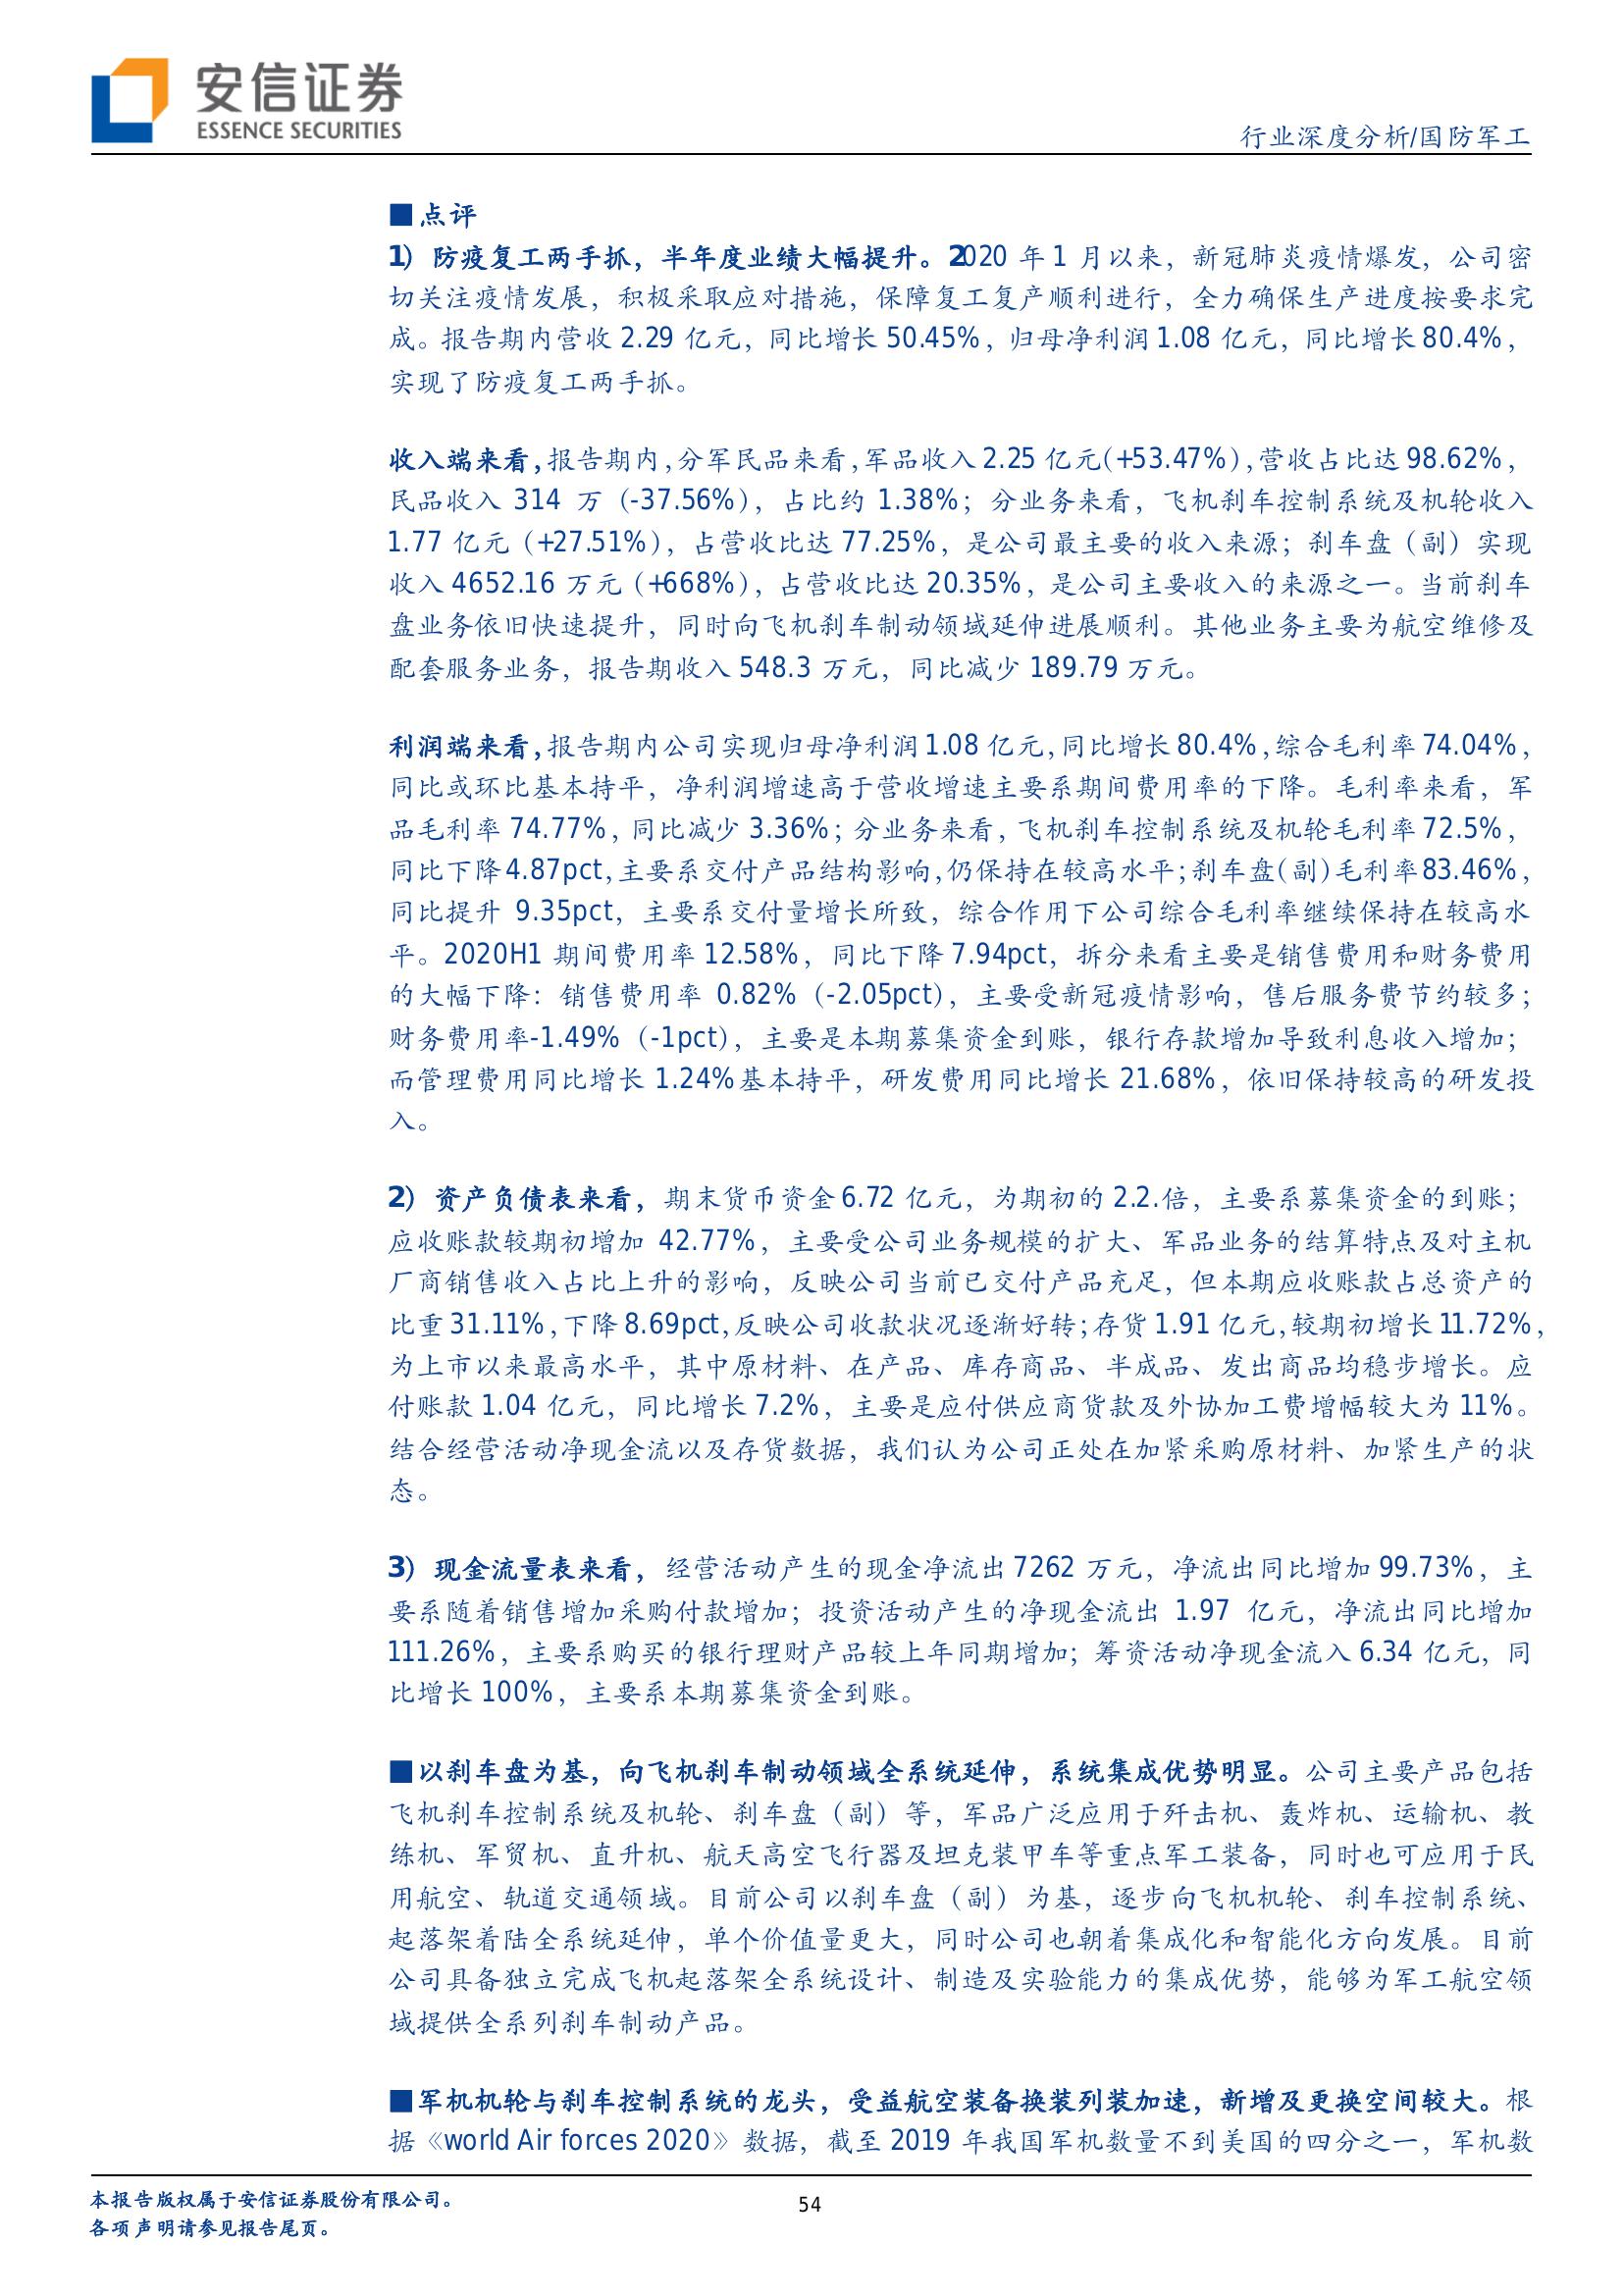 安信证券
ESSENCE SECURITIES
行业深度分析/国防军工
■点评
1）防疫复工两手抓，半年度业绩大幅提升。2020 年 1 月以来，新冠肺炎疫情爆发，公司密
切关注疫情发展，积极采取应对措施，保障复工复产顺利进行，全力确保生产进度按要求完
成。报告期内营收 2.29 亿元，同比增长 50.45%，归母净利润 1.08 亿元，同比增长 80.4%，
实现了防疫复工两手抓。
收入端来看，报告期内，分军民品来看，军品收入 2.25 亿元（+53.47%），营收占比达 98.62%，
民品收入 314 万（-37.56%），占比约 1.38%；分业务来看，飞机刹车控制系统及机轮收入
1.77 亿元（+27.51%），占营收比达 77.25%，是公司最主要的收入来源；刹车盘（副）实现
收入 4652.16 万元（+668%），占营收比达 20.35%，是公司主要收入的来源之一。当前刹车
盘业务依旧快速提升，同时向飞机刹车制动领域延伸进展顺利。其他业务主要为航空维修及
配套服务业务，报告期收入 548.3 万元，同比减少 189.79 万元。
利润端来看，报告期内公司实现归母净利润 1.08 亿元，同比增长 80.4%，综合毛利率 74.04%，
同比或环比基本持平，净利润增速高于营收增速主要系期间费用率的下降。毛利率来看，军
品毛利率 74.77%，同比减少 3.36%；分业务来看，飞机刹车控制系统及机轮毛利率 72.5%，
同比下降 4.87pct，主要系交付产品结构影响，仍保持在较高水平；刹车盘（副）毛利率 83.46%，
同比提升 9.35pct，主要系交付量增长所致，综合作用下公司综合毛利率继续保持在较高水
平。2020H1 期间费用率 12.58%，同比下降 7.94pct，拆分来看主要是销售费用和财务费用
的大幅下降：销售费用率 0.82%（-2.05pct），主要受新冠疫情影响，售后服务费节约较多；
财务费用率-1.49%（-1pct），主要是本期募集资金到账，银行存款增加导致利息收入增加；
而管理费用同比增长 1.24%基本持平，研发费用同比增长 21.68%，依旧保持较高的研发投
入。
2）资产负债表来看，期末货币资金 6.72 亿元，为期初的 2.2.倍，主要系募集资金的到账；
应收账款较期初增加 42.77%，主要受公司业务规模的扩大、军品业务的结算特点及对主机
厂商销售收入占比上升的影响，反映公司当前已交付产品充足，但本期应收账款占总资产的
比重 31.11%，下降 8.69pct，反映公司收款状况逐渐好转；存货 1.91 亿元，较期初增长 11.72%，
为上市以来最高水平，其中原材料、在产品、库存商品、半成品、发出商品均稳步增长。应
付账款 1.04 亿元，同比增长 7.2%，主要是应付供应商货款及外协加工费增幅较大为 11%。
结合经营活动净现金流以及存货数据，我们认为公司正处在加紧采购原材料、加紧生产的状
态。
3）现金流量表来看，经营活动产生的现金净流出 7262 万元，净流出同比增加 99.73%，主
要系随着销售增加采购付款增加；投资活动产生的净现金流出 1.97 亿元，净流出同比增加
111.26%，主要系购买的银行理财产品较上年同期增加；筹资活动净现金流入 6.34 亿元，同
比增长 100%，主要系本期募集资金到账。
■以刹车盘为基，向飞机刹车制动领域全系统延伸，系统集成优势明显。公司主要产品包括
飞机刹车控制系统及机轮、刹车盘（副）等，军品广泛应用于歼击机、轰炸机、运输机、教
练机、军贸机、直升机、航天高空飞行器及坦克装甲车等重点军工装备，同时也可应用于民
用航空、轨道交通领域。目前公司以刹车盘（副）为基，逐步向飞机机轮、刹车控制系统、
起落架着陆全系统延伸，单个价值量更大，同时公司也朝着集成化和智能化方向发展。目前
公司具备独立完成飞机起落架全系统设计、制造及实验能力的集成优势，能够为军工航空领
域提供全系列刹车制动产品。
■军机机轮与刹车控制系统的龙头，受益航空装备换装列装加速，新增及更换空间较大。根
据《world Air forces 2020》数据，截至 2019 年我国军机数量不到美国的四分之一，军机数
本报告版权属于安信证券股份有限公司。
54
各项声明请参见报告尾页。